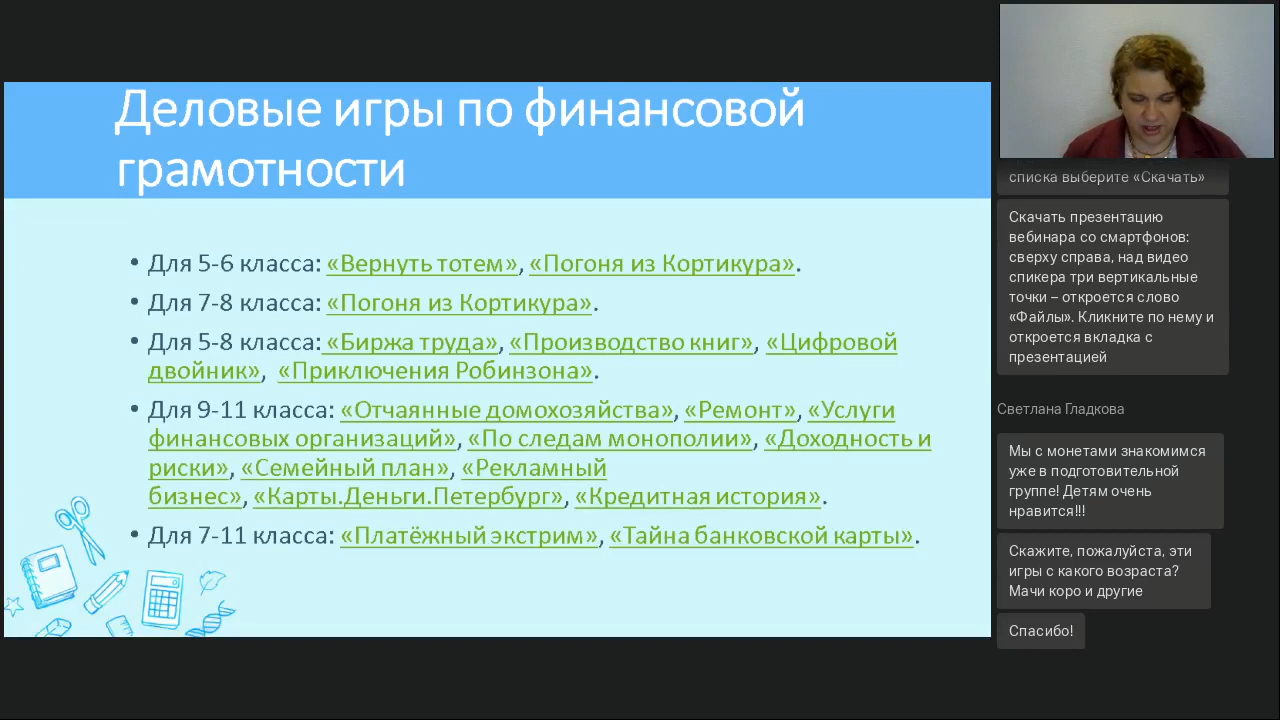 Деловые игры по финансовой
грамотности
• Для 5-6 класса: «Вернуть тотем», «Погоня из Кортикура».
• Для 7-8 класса: «Погоня из Кортикура».
• Для 5-8 класса: «Биржа труда», «Производство книг», «Цифровой
двойник», «Приключения Робинзона».
• Для 9-11 класса: «Отчаянные домохозяйства», «Ремонт», «Услуги
финансовых организаций», «По следам монополии», «Доходность и
риски», «Семейный план», «Рекламный
бизнес», «Карты.Деньги.Петербург», «Кредитная история».
• Для 7-11 класса: «Платёжный экстрим», «Тайна банковской карты».
списка выберите «Скачать»
Скачать презентацию
вебинара со смартфонов:
сверху справа, над видео
спикера три вертикальные
точки – откроется слово
«Файлы». Кликните по нему и
откроется вкладка с
презентацией
Светлана Гладкова
Мы с монетами знакомимся
уже в подготовительной
группе! Детям очень
нравится!!!
Скажите, пожалуйста, эти
игры с какого возраста?
Мачи коро и другие
Спасибо!